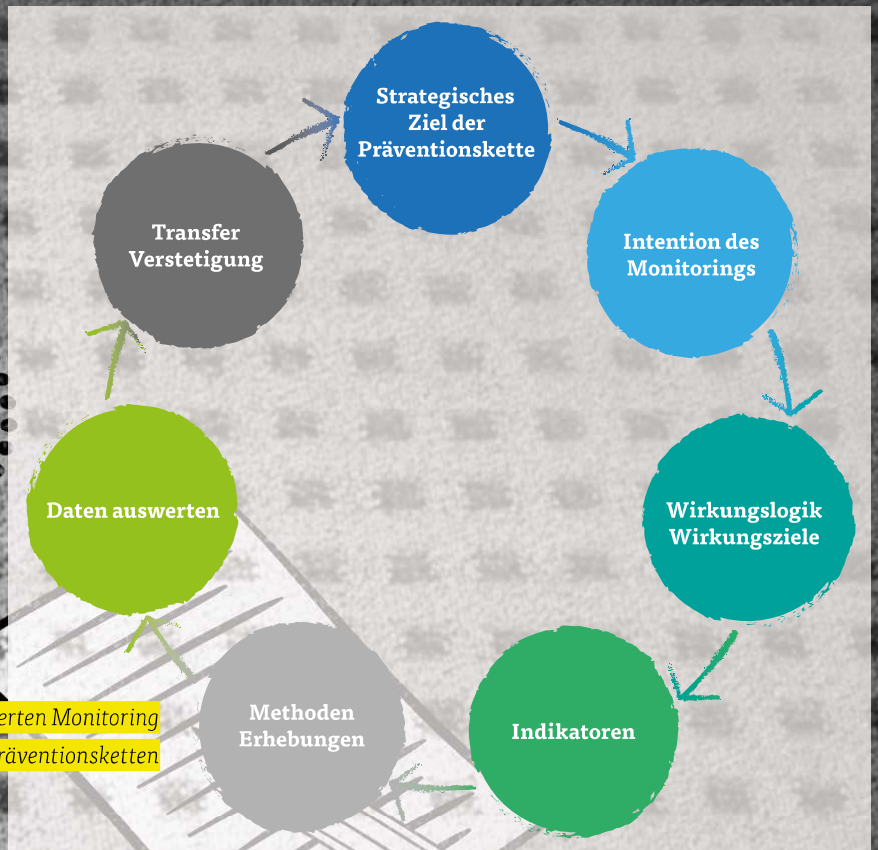 Strategisches
Ziel der
Präventionskette
Intention des
Monitorings
Wirkungslogik
Wirkungsziele
Indikatoren
Methoden
Erhebungen
Daten auswerten
Transfer
Verstetigung
erten Monitoring
räventionsketten